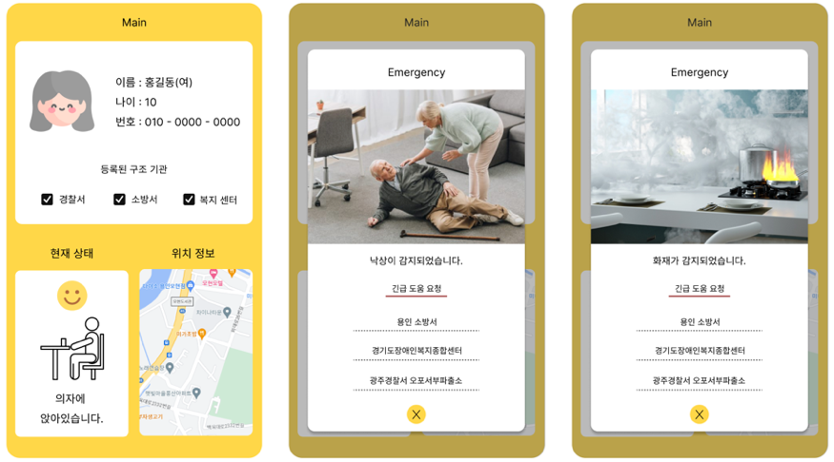 Main
이름 : 홍길동(여)
나이 : 10
번호 : 010 - 0000 - 0000
등록된 구조 기관
경찰서
소방서
복지 센터
현재 상태
위치 정보
의자에
앉아있습니다.
Main
Emergency
낙상이 감지되었습니다.
긴급 도움 요청
용인 소방서
경기도장애인복지종합센터
광주경찰서 오포서부파출소
X
Main
Emergency
화재가 감지되었습니다.
긴급 도움 요청
용인 소방서
경기도장애인복지종합센터
광주경찰서 오포서부파출소
X